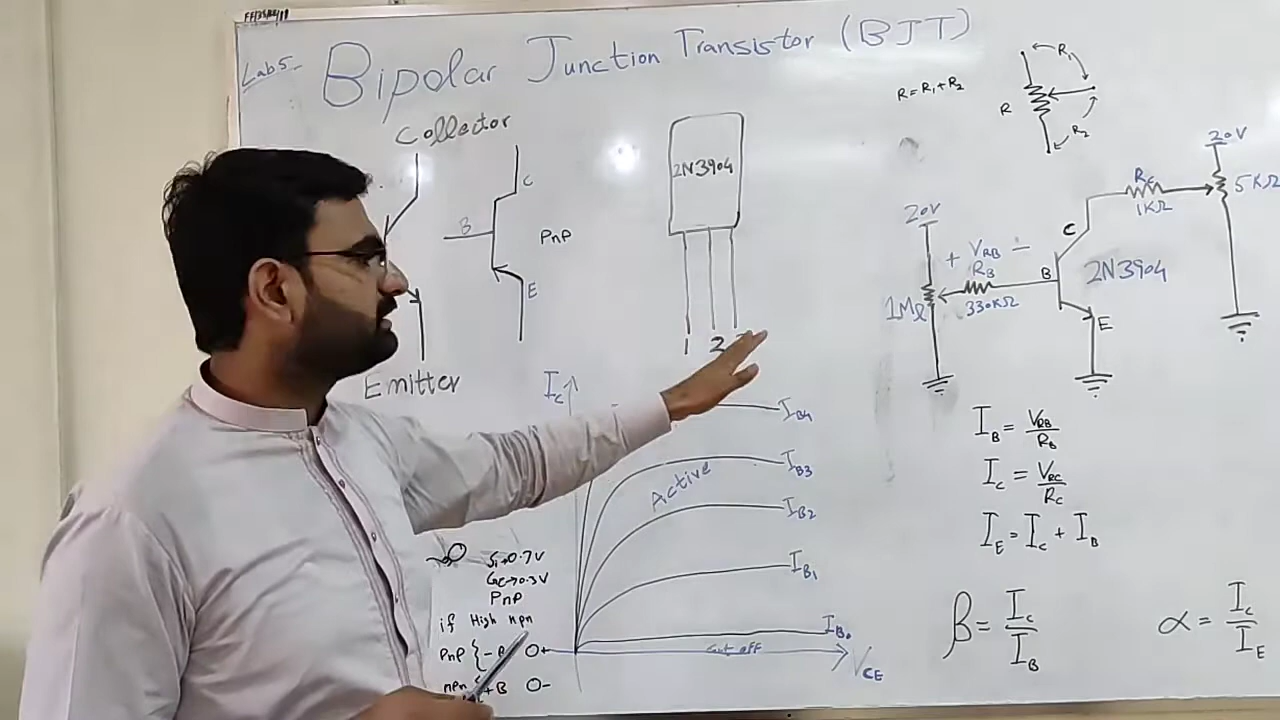 Lab 5-
Bipolar Junction Transistor (BJT)
Collector
C
B
PnP
E
Emitter
2N3904
1 2
R = R1 + R2
R
R1
R2
20V
1MΩ
+ VRB -
RB
330KΩ
B
C
E
2N3904
RC
1KΩ
20V
5KΩ
IB = VRB/RB
IC = VRC/RC
IE = IC + IB
β = IC/IB
α = IC/IE
IC
Active
IB4
IB3
IB2
IB1
IB0
Cut off
VCE
Si→0.7V
Ge→0.3V
PnP
if High npn
PnP { -
O+
npn { +B O-